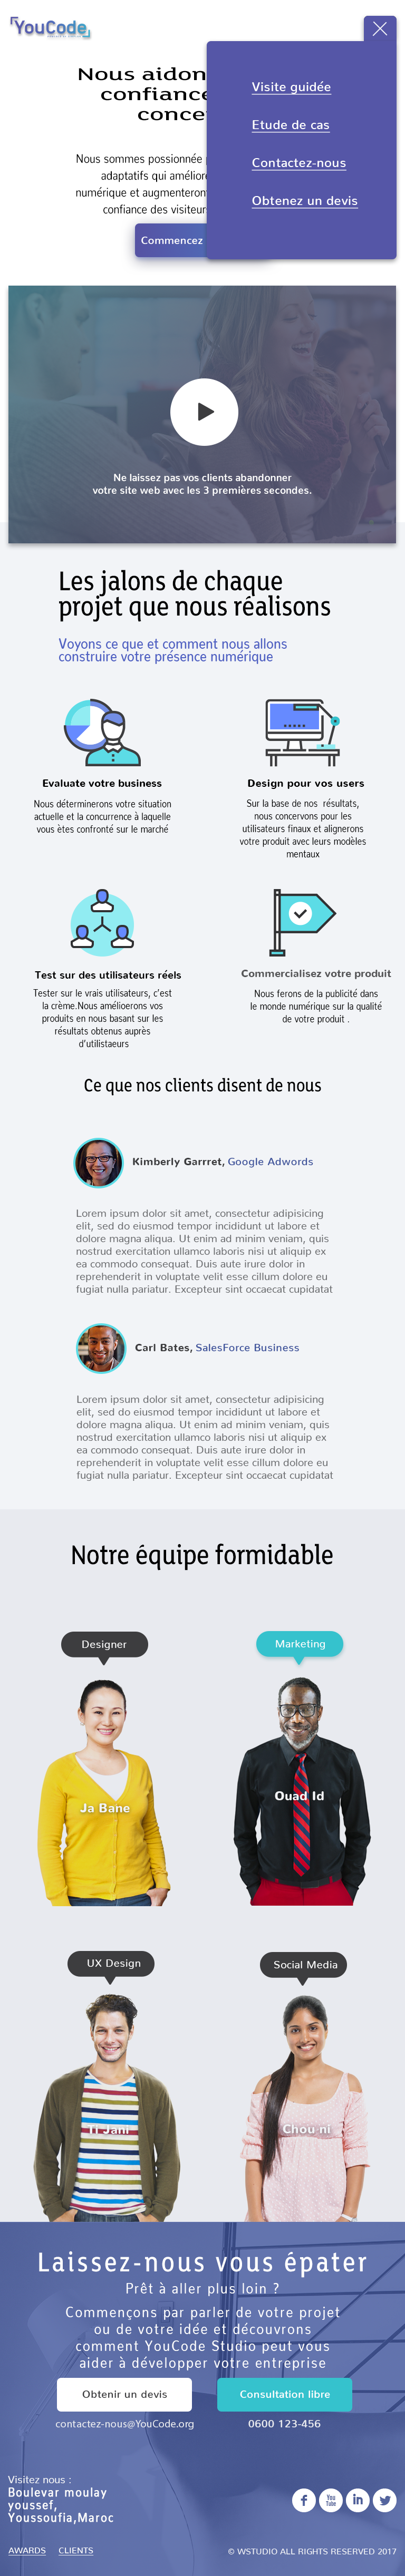 YouCode
Visite guidée
Etude de cas
Contactez-nous
Obtenez un devis
Nous aidon
confiance
conce
Nous sommes possionnée
adaptatifs qui améliore
numérique et augmenteront
confiance des visiteurs
Commencez
Ne laissez pas vos clients abandonner
votre site web avec les 3 premières secondes.
Les jalons de chaque
projet que nous réalisons
Voyons ce que et comment nous allons
construire votre présence numérique
Evaluate votre business
Nous déterminerons votre situation
actuelle et la concurrence à laquelle
vous ètes confronté sur le marché
Design pour vos users
Sur la base de nos résultats,
nous concervons pour les
utilisateurs finaux et alignerons
votre produit avec leurs modèles
mentaux
Test sur des utilisateurs réels
Tester sur le vrais utilisateurs, c'est
la crème.Nous amélioerons vos
produits en nous basant sur les
résultats obtenus auprès
d'utilistaeurs
Commercialisez votre produit
Nous ferons de la publicité dans
le monde numérique sur la qualité
de votre produit .
Ce que nos clients disent de nous
Kimberly Garrret, Google Adwords
Lorem ipsum dolor sit amet, consectetur adipisicing
elit, sed do eiusmod tempor incididunt ut labore et
dolore magna aliqua. Ut enim ad minim veniam, quis
nostrud exercitation ullamco laboris nisi ut aliquip ex
ea commodo consequat. Duis aute irure dolor in
reprehenderit in voluptate velit esse cillum dolore eu
fugiat nulla pariatur. Excepteur sint occaecat cupidatat
Carl Bates, SalesForce Business
Lorem ipsum dolor sit amet, consectetur adipisicing
elit, sed do eiusmod tempor incididunt ut labore et
dolore magna aliqua. Ut enim ad minim veniam, quis
nostrud exercitation ullamco laboris nisi ut aliquip ex
ea commodo consequat. Duis aute irure dolor in
reprehenderit in voluptate velit esse cillum dolore eu
fugiat nulla pariatur. Excepteur sint occaecat cupidatat
Notre équipe formidable
Designer
Marketing
Ja Bane
Ouad Id
UX Design
Social Media
Ti Jani
Chou ni
Laissez-nous vous épater
Prêt à aller plus loin ?
Commençons par parler de votre projet
ou de votre idée et découvrons
comment YouCode Studio peut vous
aider à développer votre entreprise
Obtenir un devis
Consultation libre
contactez-nous@YouCode.org
0600 123-456
Visitez nous :
Boulevar moulay
youssef,
Youssoufia,Maroc
You
Tube
in
AWARDS
CLIENTS
© WSTUDIO ALL RIGHTS RESERVED 2017